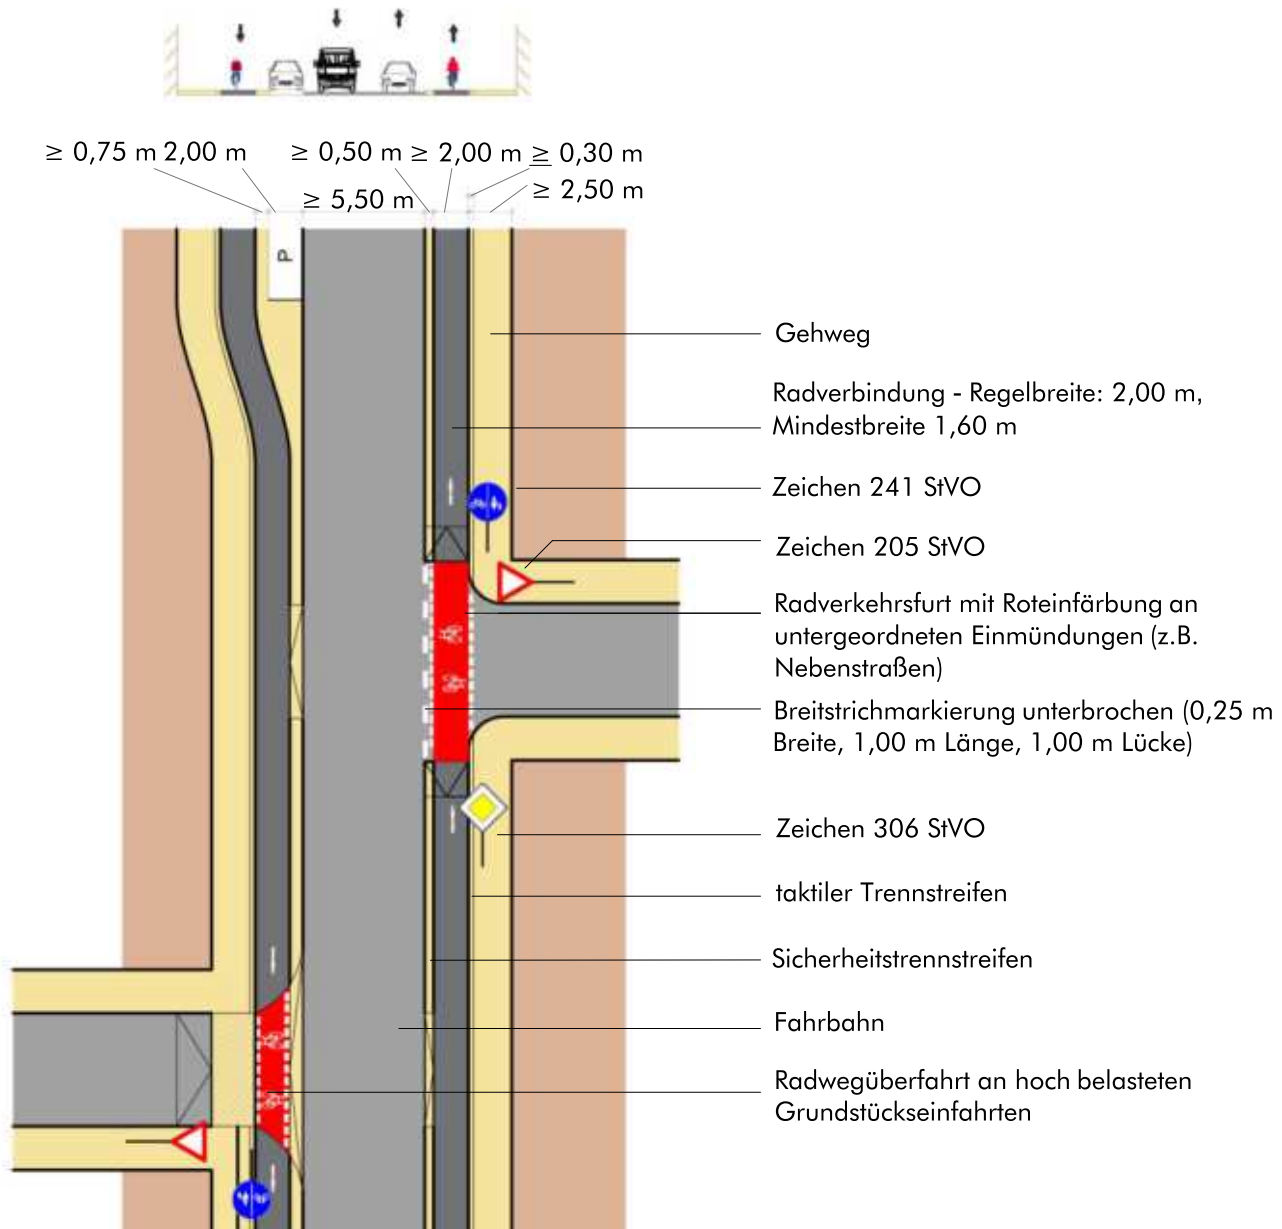 ≥ 0,75 m 2,00 m ≥ 0,50 m ≥ 2,00 m ≥ 0,30 m
≥ 5,50 m ≥ 2,50 m
P
Gehweg
Radverbindung - Regelbreite: 2,00 m,
Mindestbreite 1,60 m
Zeichen 241 StVO
Zeichen 205 StVO
Radverkehrsfurt mit Roteinfärbung an
untergeordneten Einmündungen (z.B.
Nebenstraßen)
Breitstrichmarkierung unterbrochen (0,25 m
Breite, 1,00 m Länge, 1,00 m Lücke)
Zeichen 306 StVO
taktiler Trennstreifen
Sicherheitstrennstreifen
Fahrbahn
Radwegüberfahrt an hoch belasteten
Grundstückseinfahrten